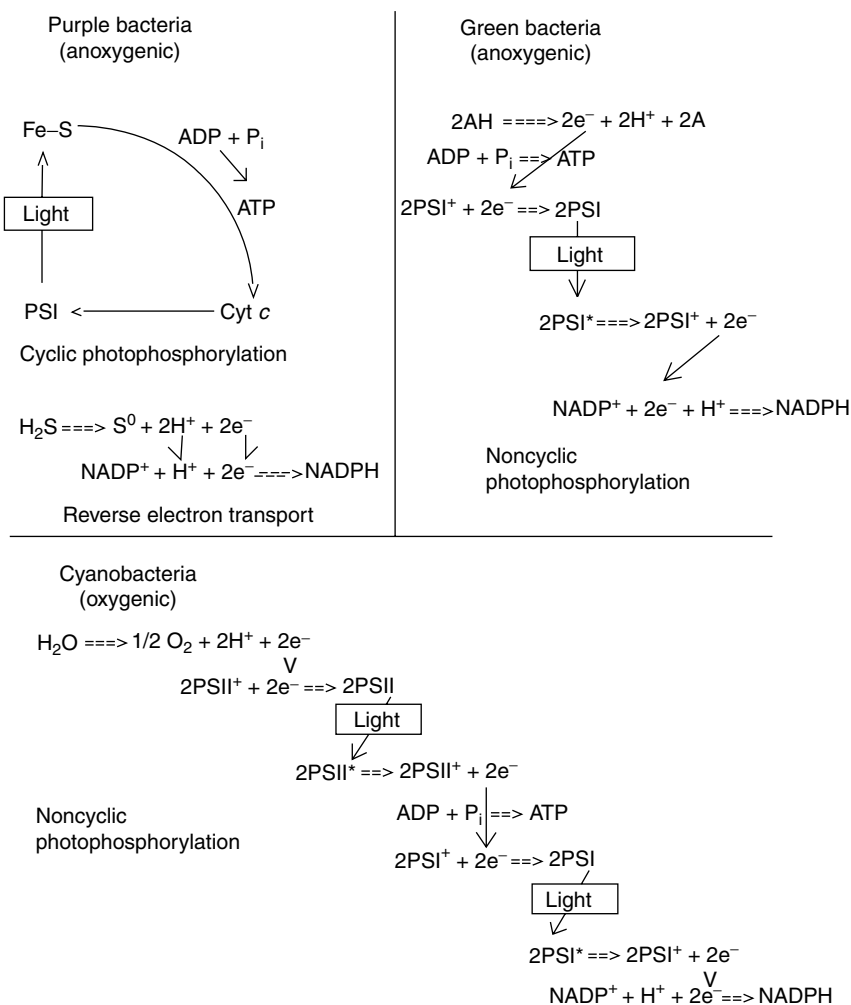 Purple bacteria
(anoxygenic)
Fe–S
ADP + Pᵢ
Light
ATP
PSI < Cyt c
Cyclic photophosphorylation
H₂S ===> S⁰ + 2H⁺ + 2e⁻
NADP⁺ + H⁺ + 2e⁻ ===> NADPH
Reverse electron transport
Green bacteria
(anoxygenic)
2AH ====> 2e⁻ + 2H⁺ + 2A
ADP + Pᵢ ==> ATP
2PSI⁺ + 2e⁻ ==> 2PSI
Light
2PSI* ===> 2PSI⁺ + 2e⁻
NADP⁺ + 2e⁻ + H⁺ ===> NADPH
Noncyclic
photophosphorylation
Cyanobacteria
(oxygenic)
H₂O ===> 1/2 O₂ + 2H⁺ + 2e⁻
V
2PSII⁺ + 2e⁻ ==> 2PSII
Light
2PSII* ==> 2PSII⁺ + 2e⁻
Noncyclic
photophosphorylation
ADP + Pᵢ ==> ATP
2PSI⁺ + 2e⁻ ==> 2PSI
Light
2PSI* ==> 2PSI⁺ + 2e⁻
V
NADP⁺ + H⁺ + 2e⁻ ==> NADPH